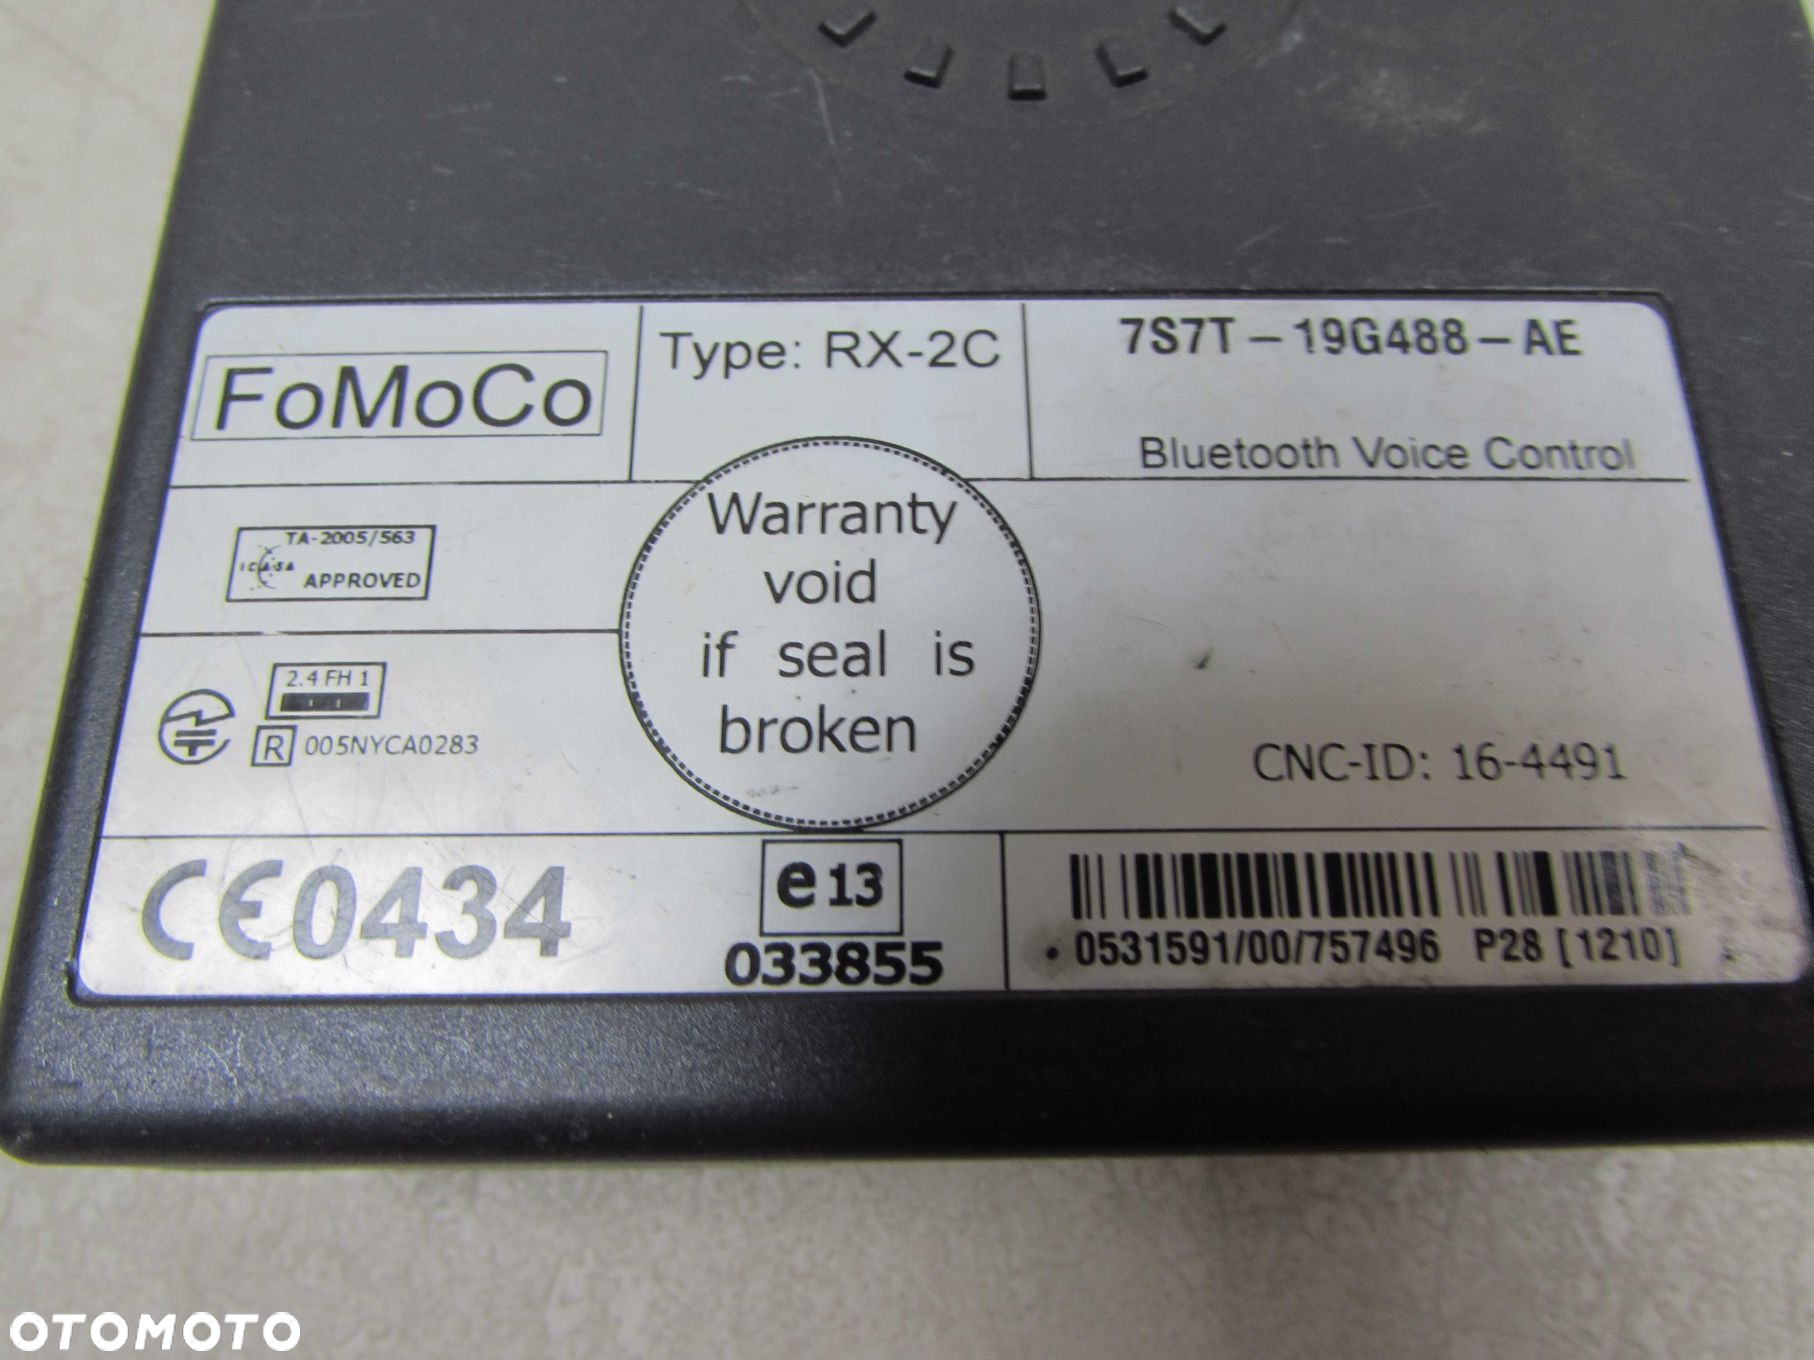 FoMoCo
Type: RX-2C
7S7T-19G488-AE
Bluetooth Voice Control
TA-2005/563
ICASA
APPROVED
Warranty
void
if seal is
broken
2.4 FH 1
R 005NYCA0283
CNC-ID: 16-4491
CE0434
e13
033855
0531591/00/757496 P28 [1210]
OTOMOTO